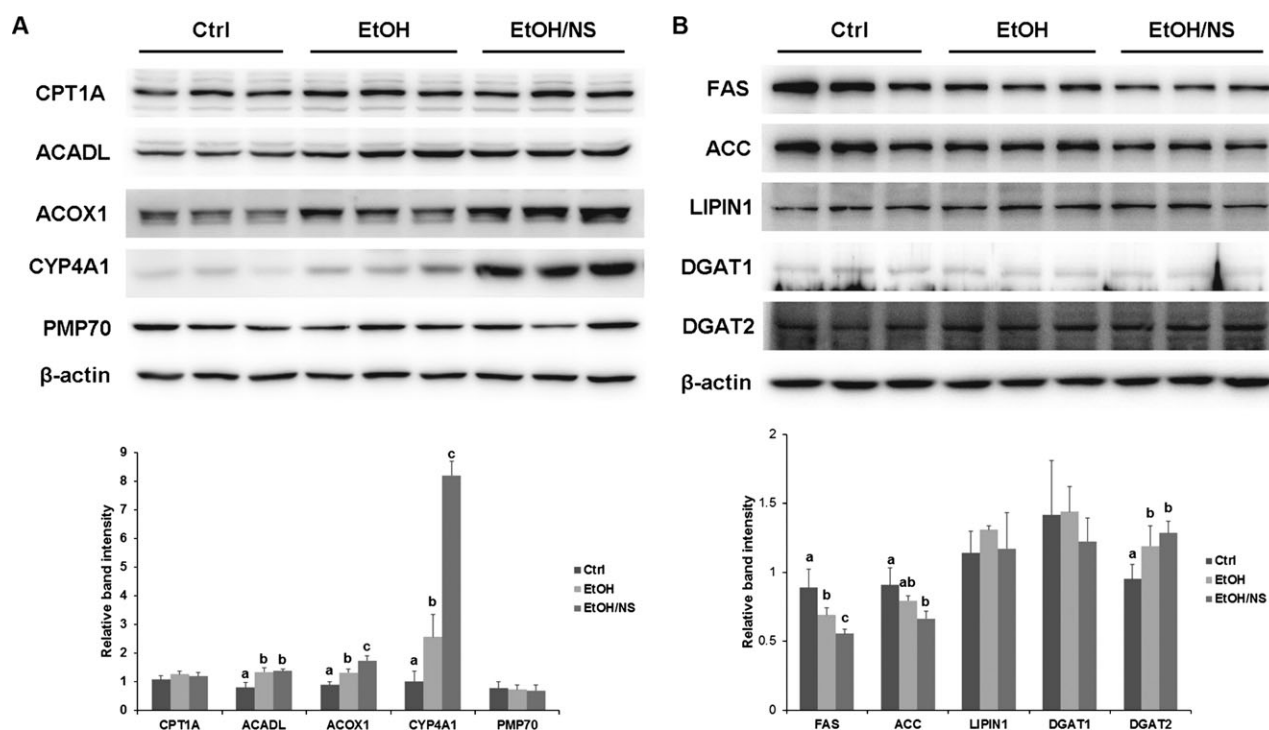 A
Ctrl EtOH EtOH/NS
CPT1A
ACADL
ACOX1
CYP4A1
PMP70
β-actin
9
8
7
6
5
4
3
2
1
0
Relative band intensity
a b b
a b c
a b c
CPT1A ACADL ACOX1 CYP4A1 PMP70
Ctrl
EtOH
EtOH/NS
B
Ctrl EtOH EtOH/NS
FAS
ACC
LIPIN1
DGAT1
DGAT2
β-actin
2
1.5
1
0.5
0
Relative band intensity
a b c
a ab b
a b b
FAS ACC LIPIN1 DGAT1 DGAT2
Ctrl
EtOH
EtOH/NS